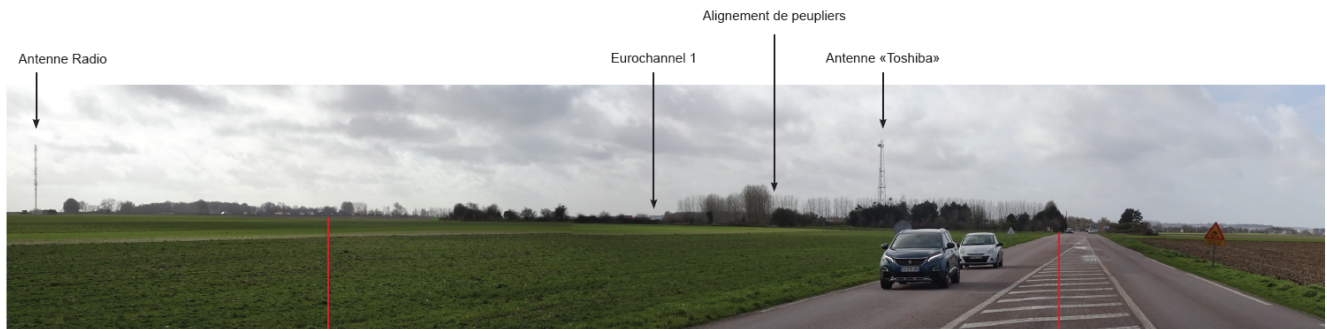 Alignement de peupliers
Antenne Radio
Eurochannel 1
Antenne «Toshiba»